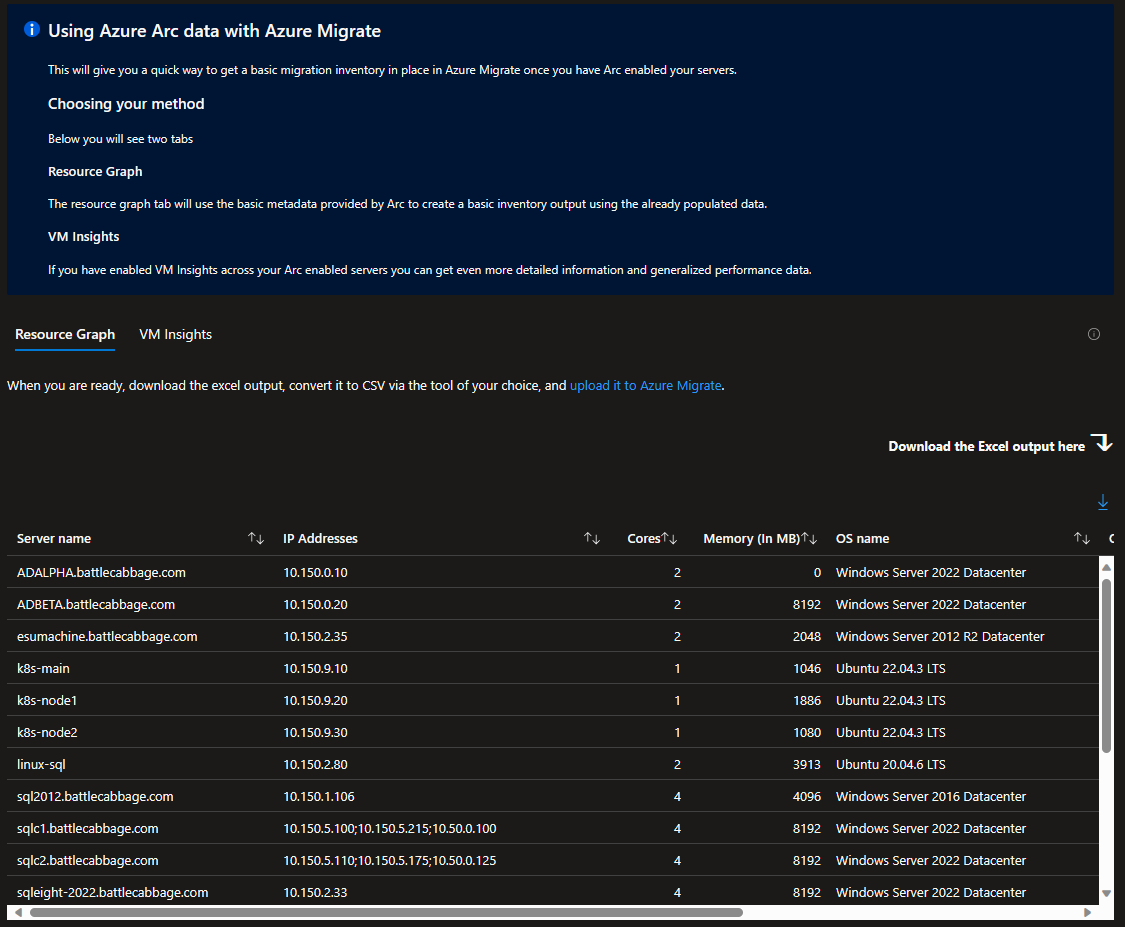 Using Azure Arc data with Azure Migrate
This will give you a quick way to get a basic migration inventory in place in Azure Migrate once you have Arc enabled your servers.
Choosing your method
Below you will see two tabs
Resource Graph
The resource graph tab will use the basic metadata provided by Arc to create a basic inventory output using the already populated data.
VM Insights
If you have enabled VM Insights across your Arc enabled servers you can get even more detailed information and generalized performance data.
Resource Graph VM Insights
When you are ready, download the excel output, convert it to CSV via the tool of your choice, and upload it to Azure Migrate.
Download the Excel output here
Server name IP Addresses Cores Memory (In MB) OS name
ADALPHA.battlecabbage.com 10.150.0.10 2 0 Windows Server 2022 Datacenter
ADBETA.battlecabbage.com 10.150.0.20 2 8192 Windows Server 2022 Datacenter
esumachine.battlecabbage.com 10.150.2.35 2 2048 Windows Server 2012 R2 Datacenter
k8s-main 10.150.9.10 1 1046 Ubuntu 22.04.3 LTS
k8s-node1 10.150.9.20 1 1886 Ubuntu 22.04.3 LTS
k8s-node2 10.150.9.30 1 1080 Ubuntu 22.04.3 LTS
linux-sql 10.150.2.80 2 3913 Ubuntu 20.04.6 LTS
sql2012.battlecabbage.com 10.150.1.106 4 4096 Windows Server 2016 Datacenter
sqlc1.battlecabbage.com 10.150.5.100;10.150.5.215;10.50.0.100 4 8192 Windows Server 2022 Datacenter
sqlc2.battlecabbage.com 10.150.5.110;10.150.5.175;10.50.0.125 4 8192 Windows Server 2022 Datacenter
sqleight-2022.battlecabbage.com 10.150.2.33 4 8192 Windows Server 2022 Datacenter